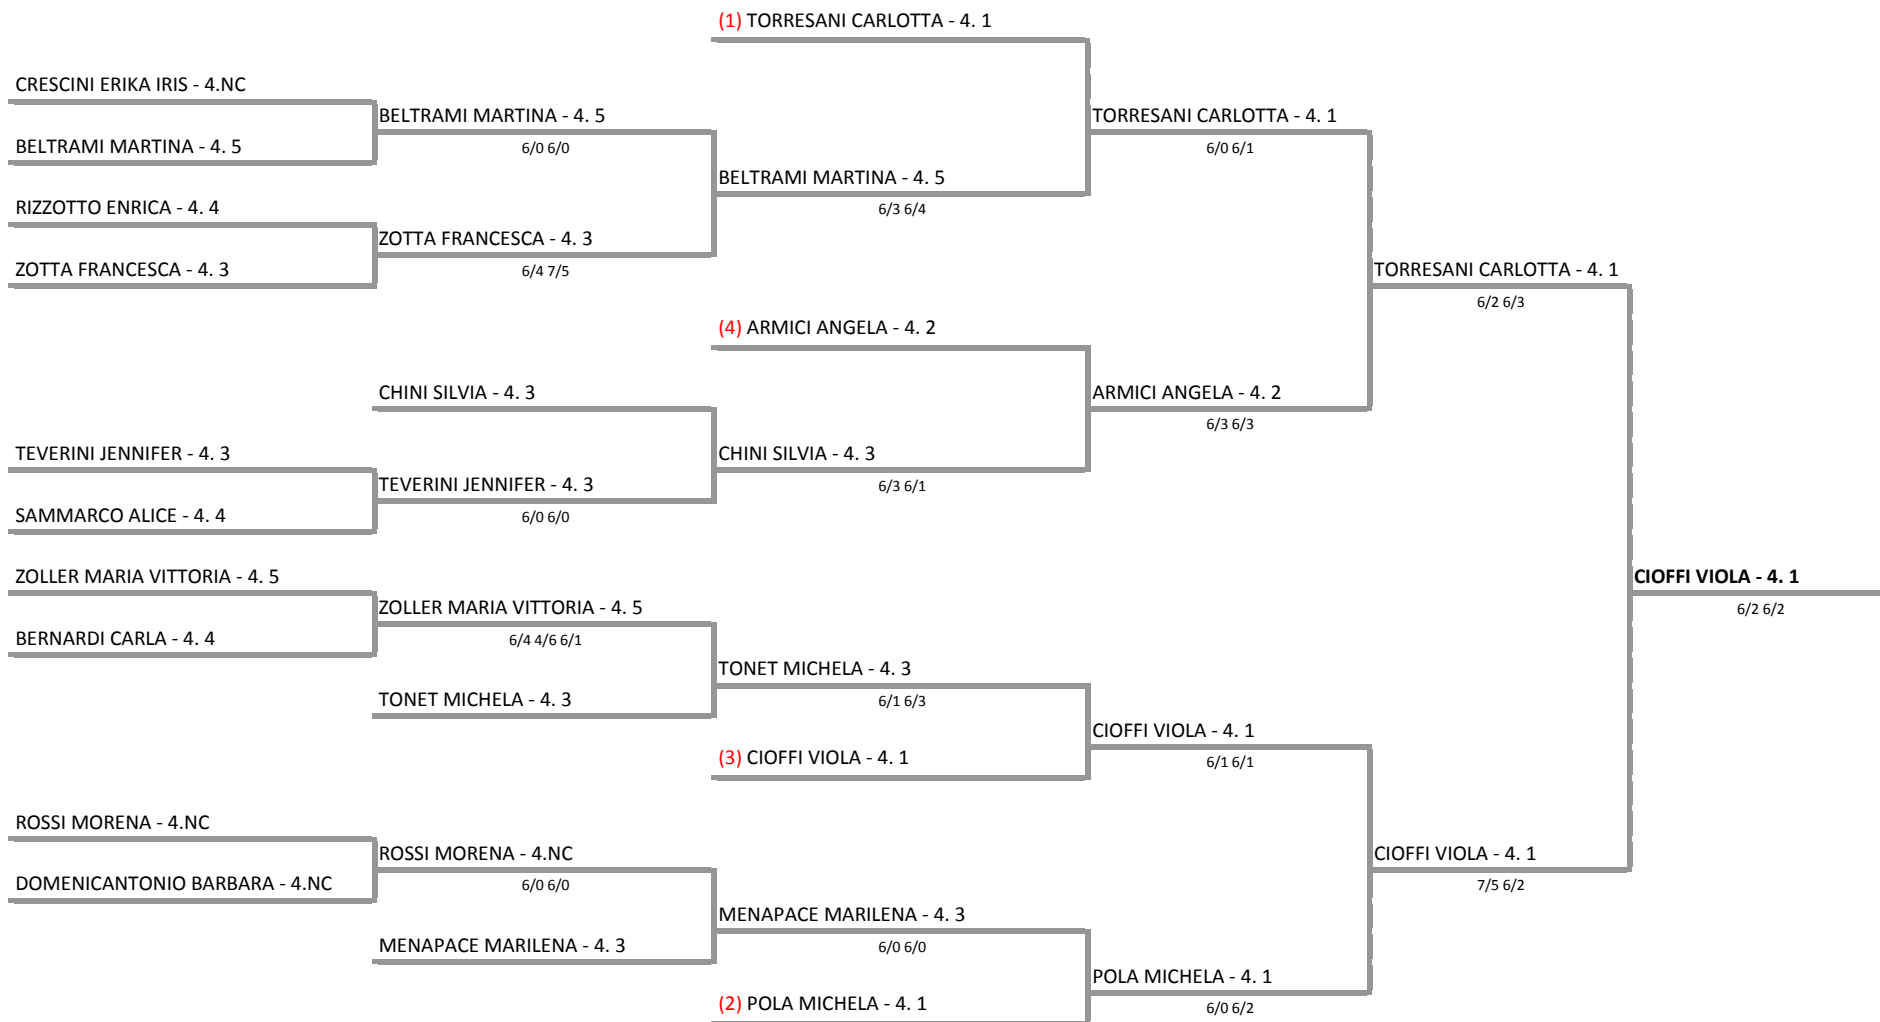 (1) TORRESANI CARLOTTA - 4. 1
CRESCINI ERIKA IRIS - 4.NC
BELTRAMI MARTINA - 4. 5
TORRESANI CARLOTTA - 4. 1
BELTRAMI MARTINA - 4. 5
6/0 6/0
6/0 6/1
BELTRAMI MARTINA - 4. 5
RIZZOTTO ENRICA - 4. 4
6/3 6/4
ZOTTA FRANCESCA - 4. 3
ZOTTA FRANCESCA - 4. 3
TORRESANI CARLOTTA - 4. 1
6/4 7/5
6/2 6/3
(4) ARMICI ANGELA - 4. 2
CHINI SILVIA - 4. 3
ARMICI ANGELA - 4. 2
6/3 6/3
TEVERINI JENNIFER - 4. 3
CHINI SILVIA - 4. 3
TEVERINI JENNIFER - 4. 3
6/3 6/1
SAMMARCO ALICE - 4. 4
6/0 6/0
ZOLLER MARIA VITTORIA - 4. 5
CIOFFI VIOLA - 4. 1
ZOLLER MARIA VITTORIA - 4. 5
6/2 6/2
BERNARDI CARLA - 4. 4
6/4 4/6 6/1
TONET MICHELA - 4. 3
TONET MICHELA - 4. 3
6/1 6/3
CIOFFI VIOLA - 4. 1
(3) CIOFFI VIOLA - 4. 1
6/1 6/1
ROSSI MORENA - 4.NC
ROSSI MORENA - 4.NC
CIOFFI VIOLA - 4. 1
DOMENICANTONIO BARBARA - 4.NC
6/0 6/0
7/5 6/2
MENAPACE MARILENA - 4. 3
MENAPACE MARILENA - 4. 3
6/0 6/0
POLA MICHELA - 4. 1
(2) POLA MICHELA - 4. 1
6/0 6/2